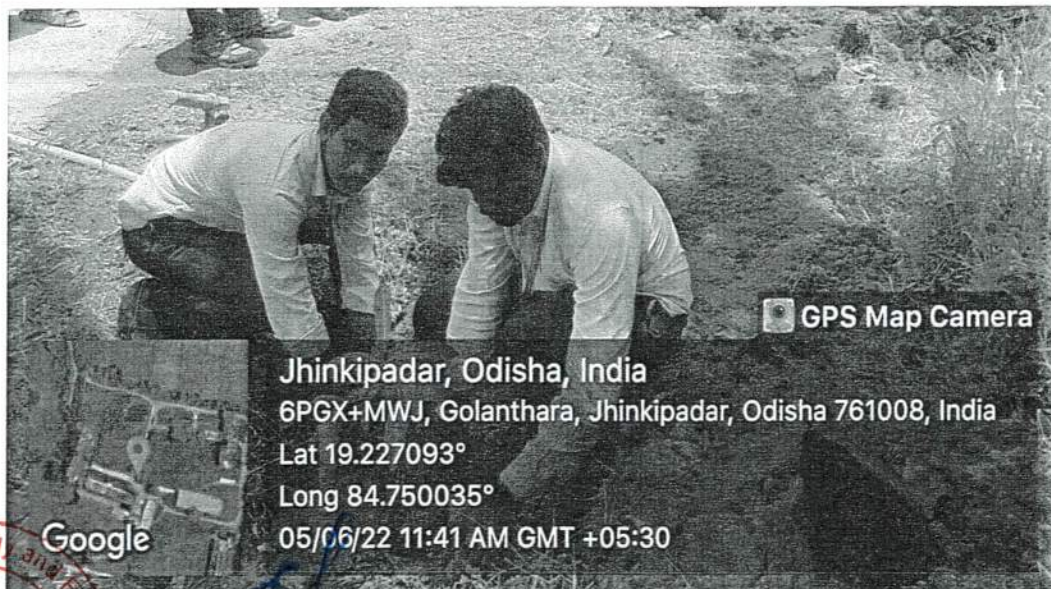 GPS Map Camera
Jhinkipadar, Odisha, India
6PGX+MWJ, Golanthara, Jhinkipadar, Odisha 761008, India
Lat 19.227093°
Long 84.750035°
05/06/22 11:41 AM GMT +05:30
Google
and